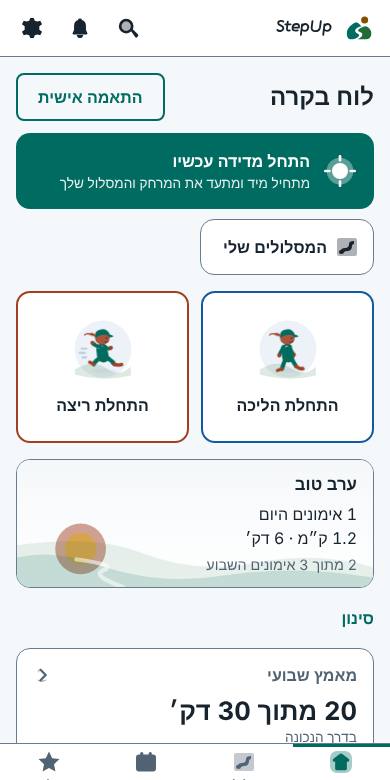 StepUp
לוח בקרה
התאמה אישית
התחל מדידה עכשיו
מתחיל מיד ומתעד את המרחק והמסלול שלך
המסלולים שלי
התחלת הליכה
התחלת ריצה
ערב טוב
1 אימונים היום
1.2 ק״מ · 6 דק׳
2 מתוך 3 אימונים השבוע
סינון
מאמץ שבועי
20 מתוך 30 דק׳
בדרך הנכונה